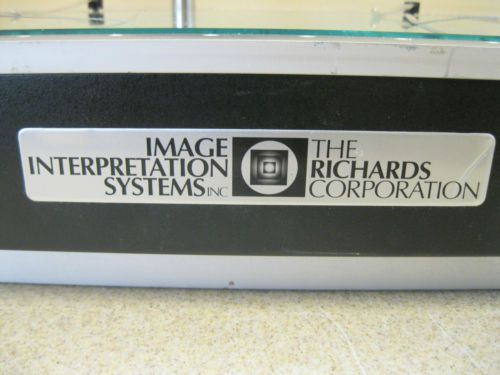 IMAGE
INTERPRETATION
SYSTEMS INC
THE
RICHARDS
CORPORATION